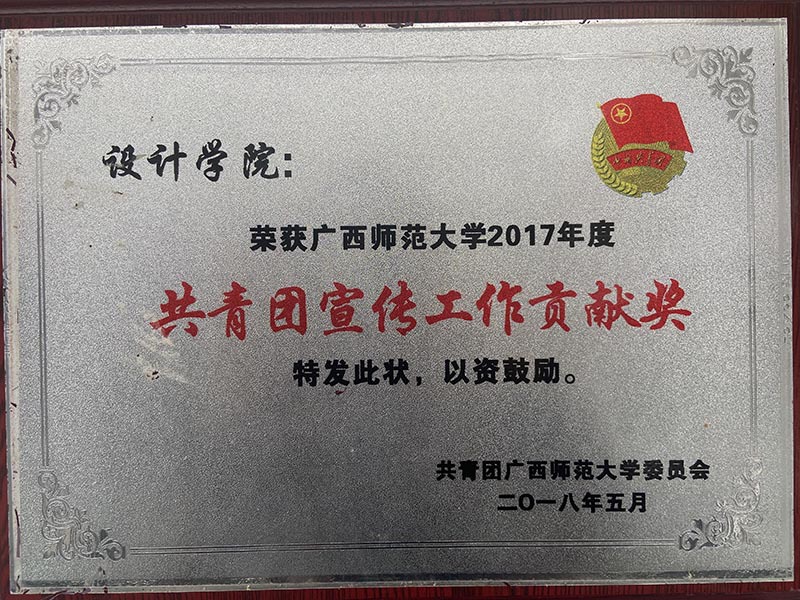 设计学院:
荣获广西师范大学2017年度
共青团宣传工作贡献奖
特发此状，以资鼓励。
共青团广西师范大学委员会
二〇一八年五月